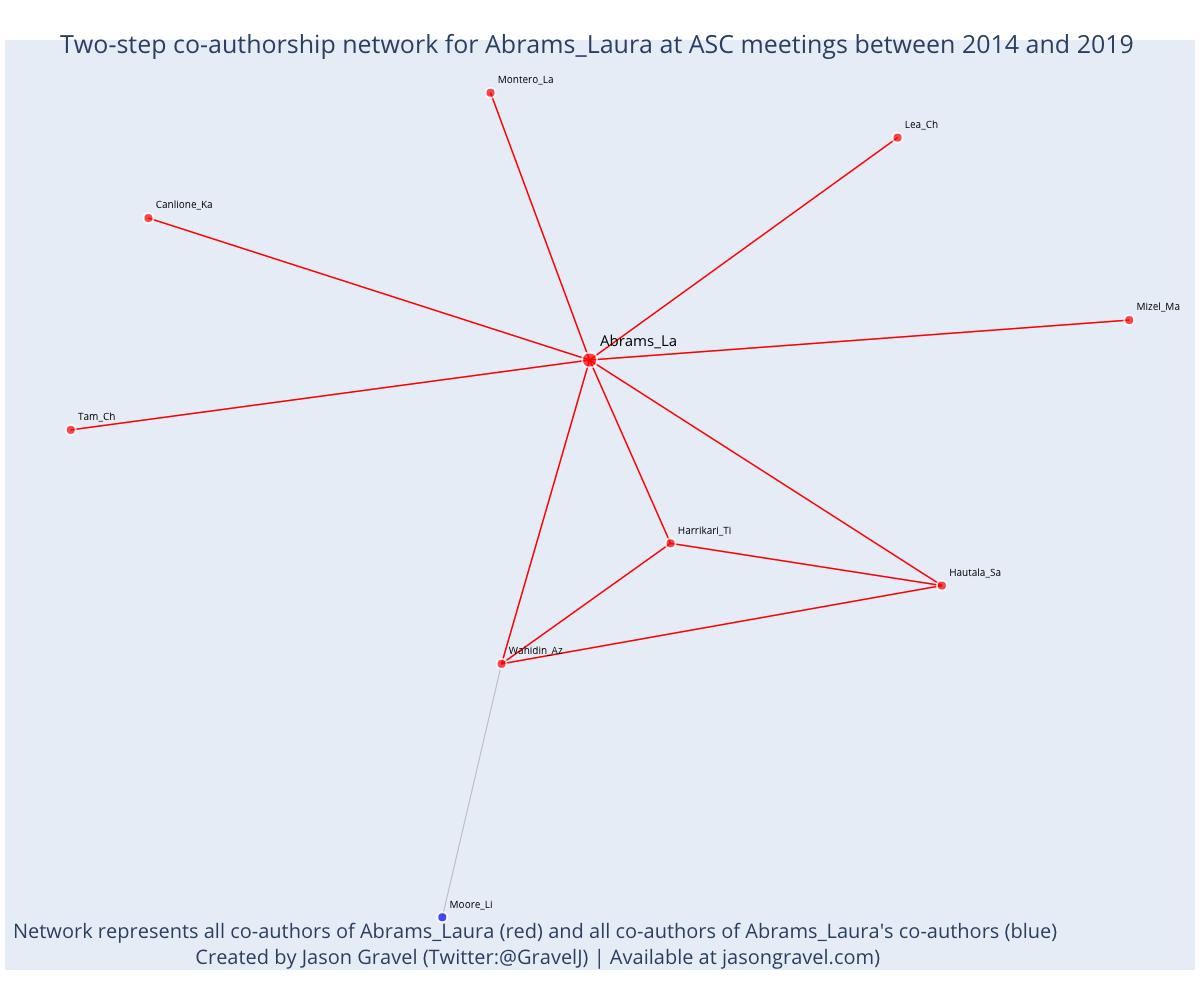 Two-step co-authorship network for Abrams_Laura at ASC meetings between 2014 and 2019
Montero_La
Lea_Ch
Canlione_Ka
Mizel_Ma
Abrams_La
Tam_Ch
Harrikari_Ti
Hautala_Sa
Wahidin_Az
Moore_Li
Network represents all co-authors of Abrams_Laura (red) and all co-authors of Abrams_Laura's co-authors (blue)
Created by Jason Gravel (Twitter:@GravelJ) | Available at jasongravel.com)